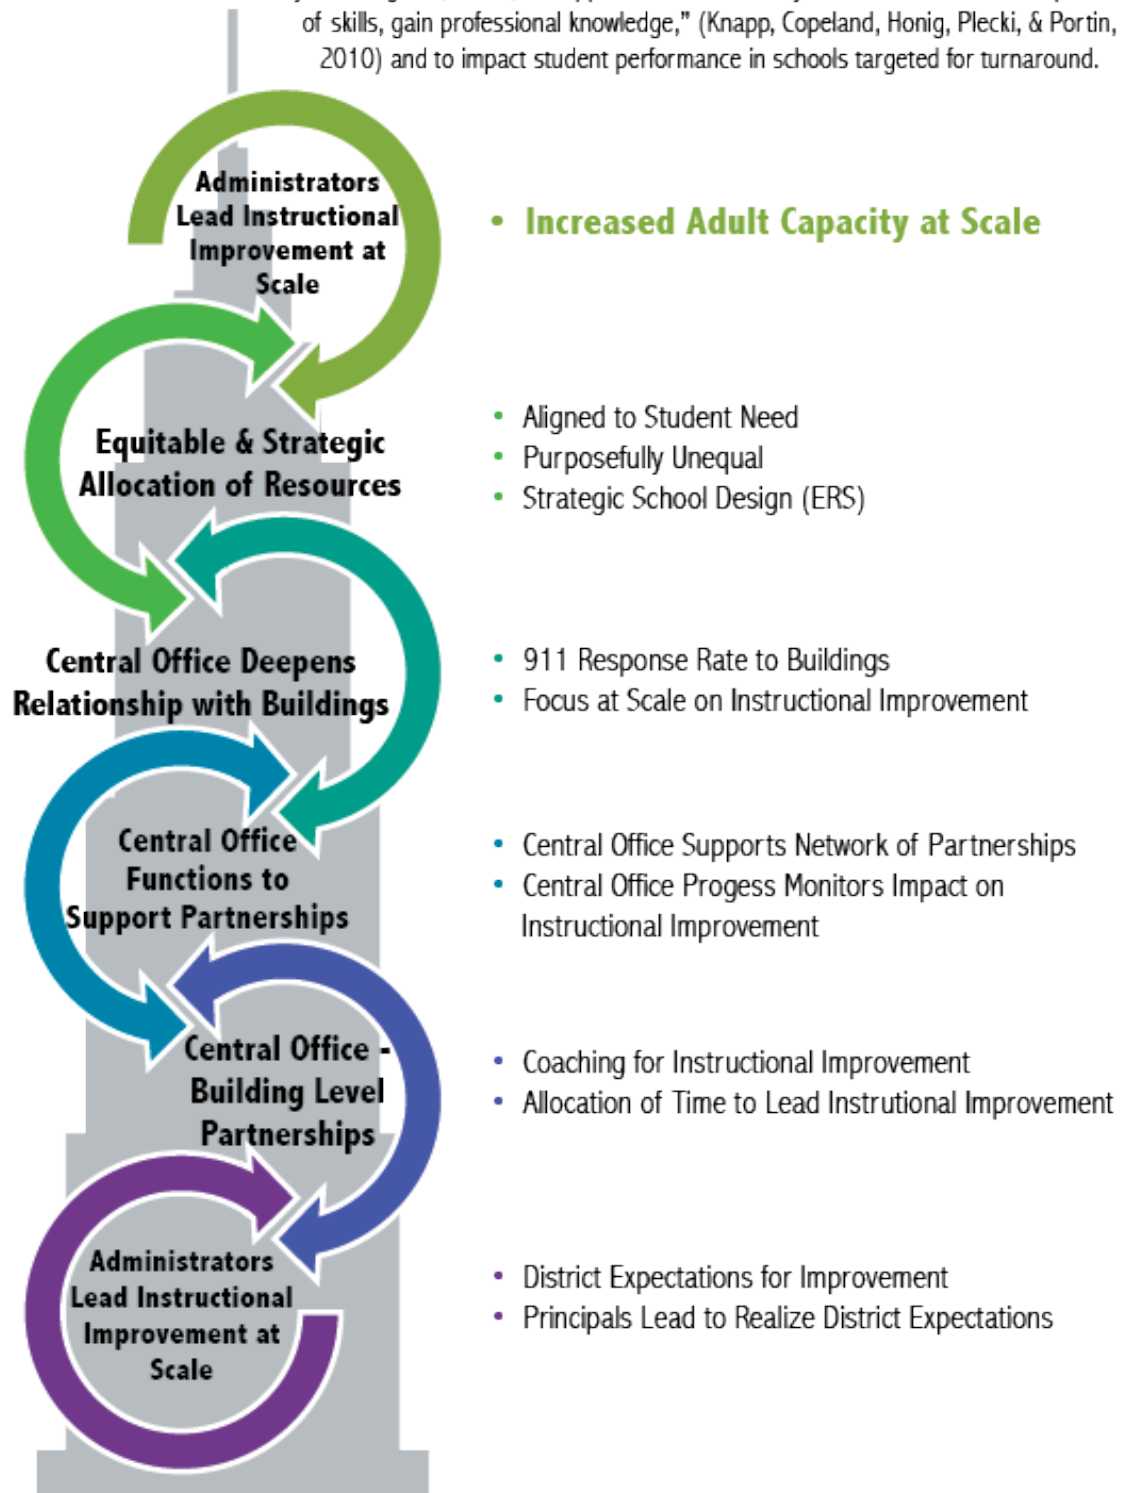 of skills, gain professional knowledge,” (Knapp, Copeland, Honig, Plecki, & Portin,
2010) and to impact student performance in schools targeted for turnaround.
Administrators
Lead Instructional
Improvement at
Scale
• Increased Adult Capacity at Scale
Equitable & Strategic
Allocation of Resources
• Aligned to Student Need
• Purposefully Unequal
• Strategic School Design (ERS)
Central Office Deepens
Relationship with Buildings
• 911 Response Rate to Buildings
• Focus at Scale on Instructional Improvement
Central Office
Functions to
Support Partnerships
• Central Office Supports Network of Partnerships
• Central Office Progess Monitors Impact on
Instructional Improvement
Central Office -
Building Level
Partnerships
• Coaching for Instructional Improvement
• Allocation of Time to Lead Instrutional Improvement
Administrators
Lead Instructional
Improvement at
Scale
• District Expectations for Improvement
• Principals Lead to Realize District Expectations